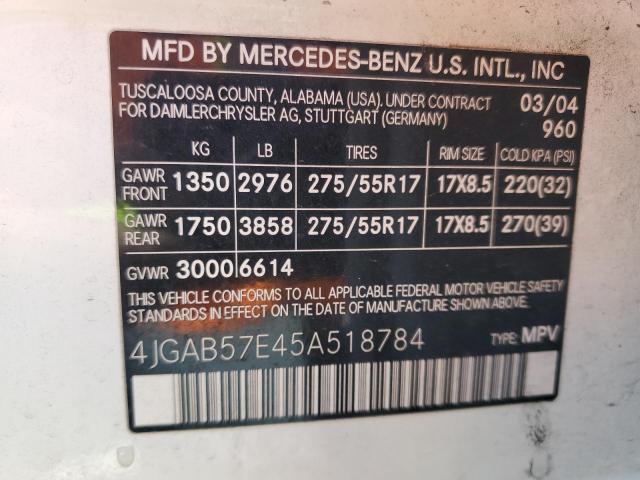 MFD BY MERCEDES-BENZ U.S. INTL., INC
TUSCALOOSA COUNTY, ALABAMA (USA). UNDER CONTRACT 03/04
FOR DAIMLERCHRYSLER AG, STUTTGART (GERMANY) 960
KG LB TIRES RIM SIZE COLD KPA (PSI)
GAWR FRONT 1350 2976 275/55R17 17X8.5 220(32)
GAWR REAR 1750 3858 275/55R17 17X8.5 270(39)
GVWR 3000 6614
THIS VEHICLE CONFORMS TO ALL APPLICABLE FEDERAL MOTOR VEHICLE SAFETY
STANDARDS IN EFFECT ON THE DATE OF MANUFACTURE SHOWN ABOVE.
4JGAB57E45A518784 TYPE: MPV